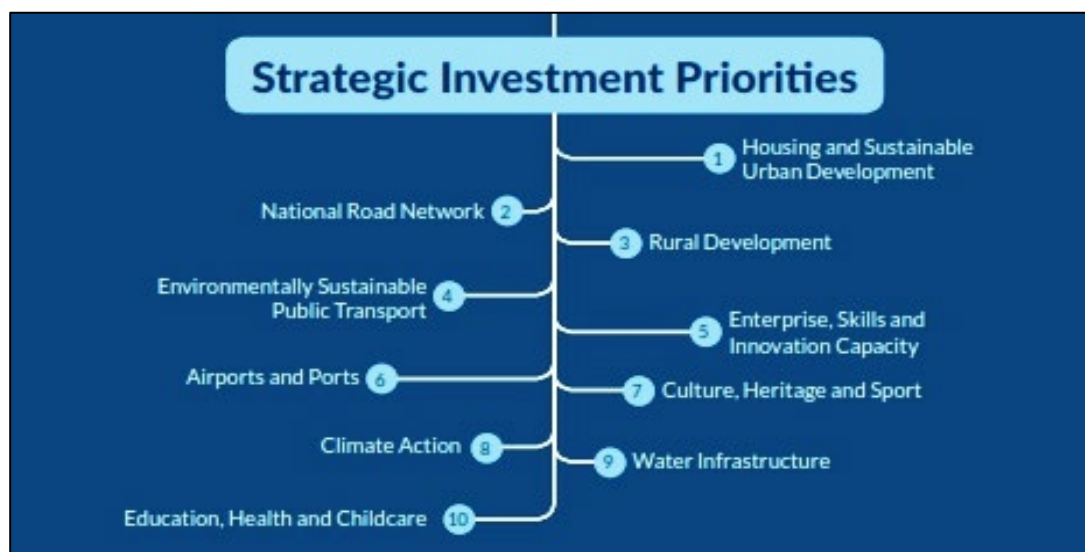 Strategic Investment Priorities
1 Housing and Sustainable
Urban Development
National Road Network 2
3 Rural Development
Environmentally Sustainable
Public Transport 4
5 Enterprise, Skills and
Innovation Capacity
Airports and Ports 6
7 Culture, Heritage and Sport
Climate Action 8
9 Water Infrastructure
Education, Health and Childcare 10